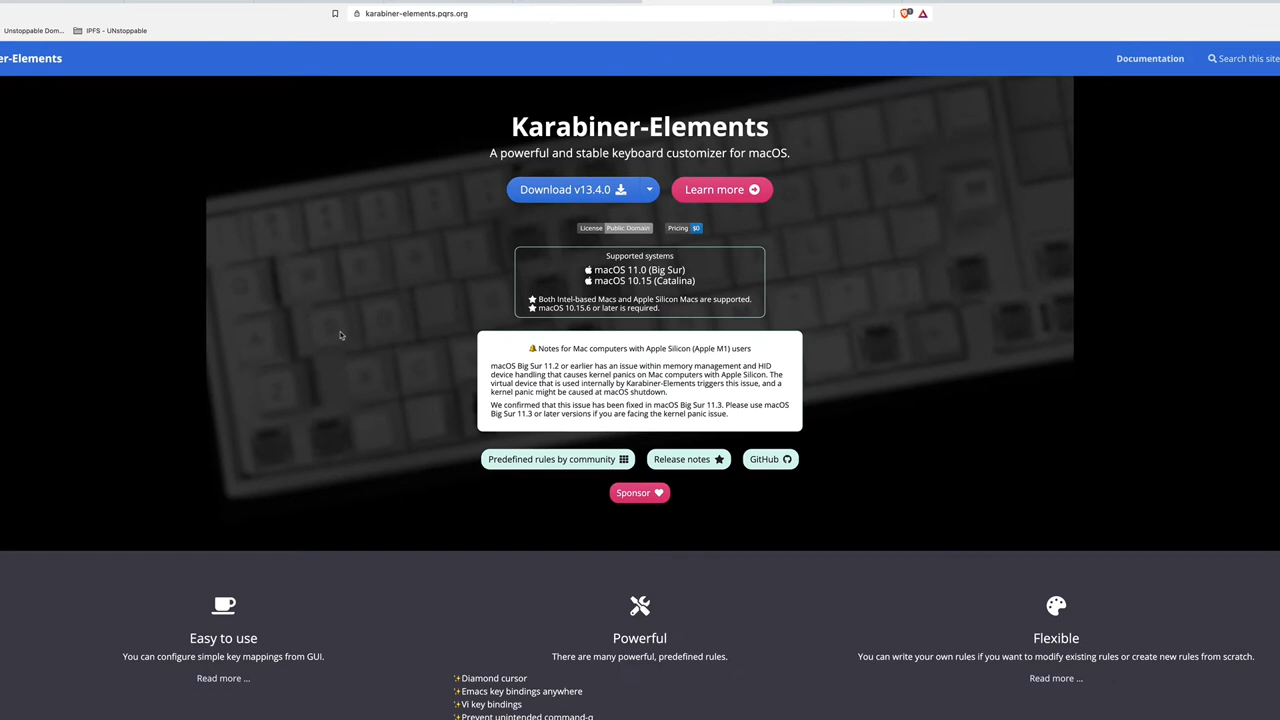 karabiner-elements.pqrs.org
Unstoppable Dom... IPFS - UNstoppable
er-Elements
Documentation
Search this site
Karabiner-Elements
A powerful and stable keyboard customizer for macOS.
Download v13.4.0
Learn more
License Public Domain Pricing $0
Supported systems
macOS 11.0 (Big Sur)
macOS 10.15 (Catalina)
Both Intel-based Macs and Apple Silicon Macs are supported.
macOS 10.15.6 or later is required.
Notes for Mac computers with Apple Silicon (Apple M1) users
macOS Big Sur 11.2 or earlier has an issue within memory management and HID
device handling that causes kernel panics on Mac computers with Apple Silicon. The
virtual device that is used internally by Karabiner-Elements triggers this issue, and a
kernel panic might be caused at macOS shutdown.
We confirmed that this issue has been fixed in macOS Big Sur 11.3. Please use macOS
Big Sur 11.3 or later versions if you are facing the kernel panic issue.
Predefined rules by community
Release notes
GitHub
Sponsor
Easy to use
You can configure simple key mappings from GUI.
Read more ...
Powerful
There are many powerful, predefined rules.
Diamond cursor
Emacs key bindings anywhere
Vi key bindings
Prevent unintended command-q
Flexible
You can write your own rules if you want to modify existing rules or create new rules from scratch.
Read more ...